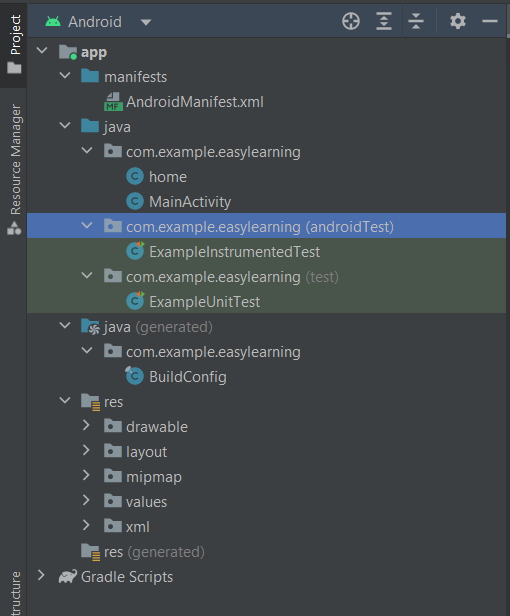 Project
Resource Manager
tructure
Android
app
manifests
MF AndroidManifest.xml
java
com.example.easylearning
C home
C MainActivity
com.example.easylearning (androidTest)
C ExampleInstrumentedTest
com.example.easylearning (test)
C ExampleUnitTest
java (generated)
com.example.easylearning
C BuildConfig
res
drawable
layout
mipmap
values
xml
res (generated)
Gradle Scripts